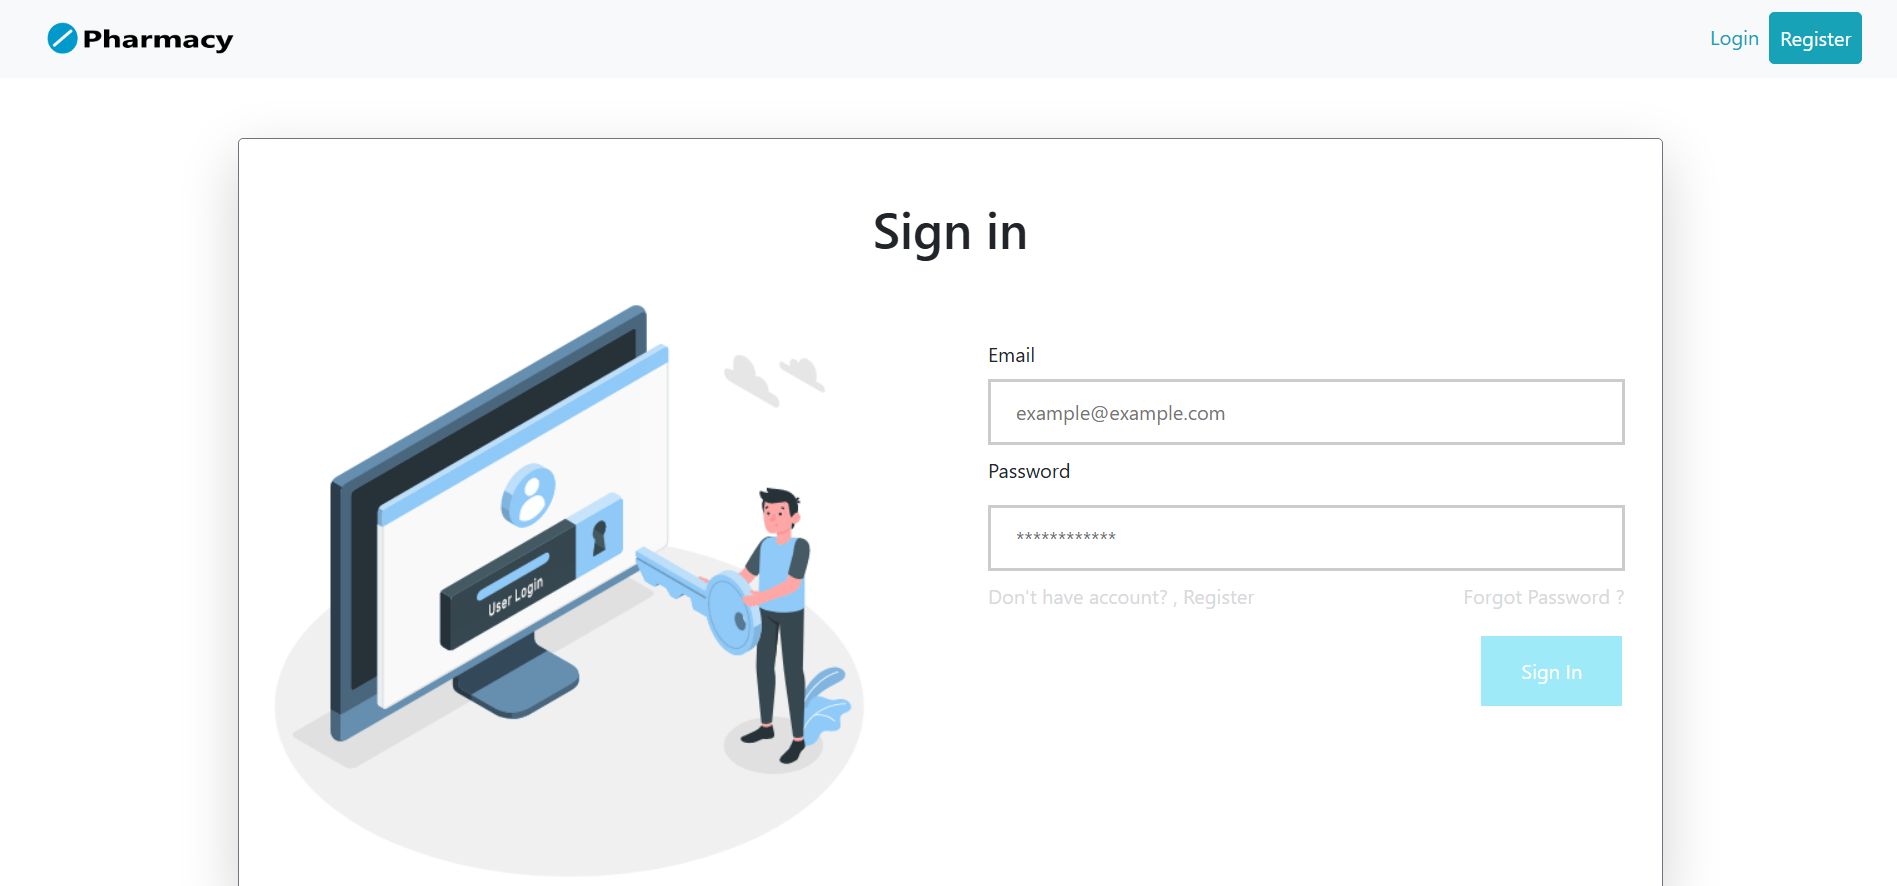 Pharmacy
Login
Register
Sign in
User Login
Email
example@example.com
Password
************
Don't have account? , Register
Forgot Password ?
Sign In